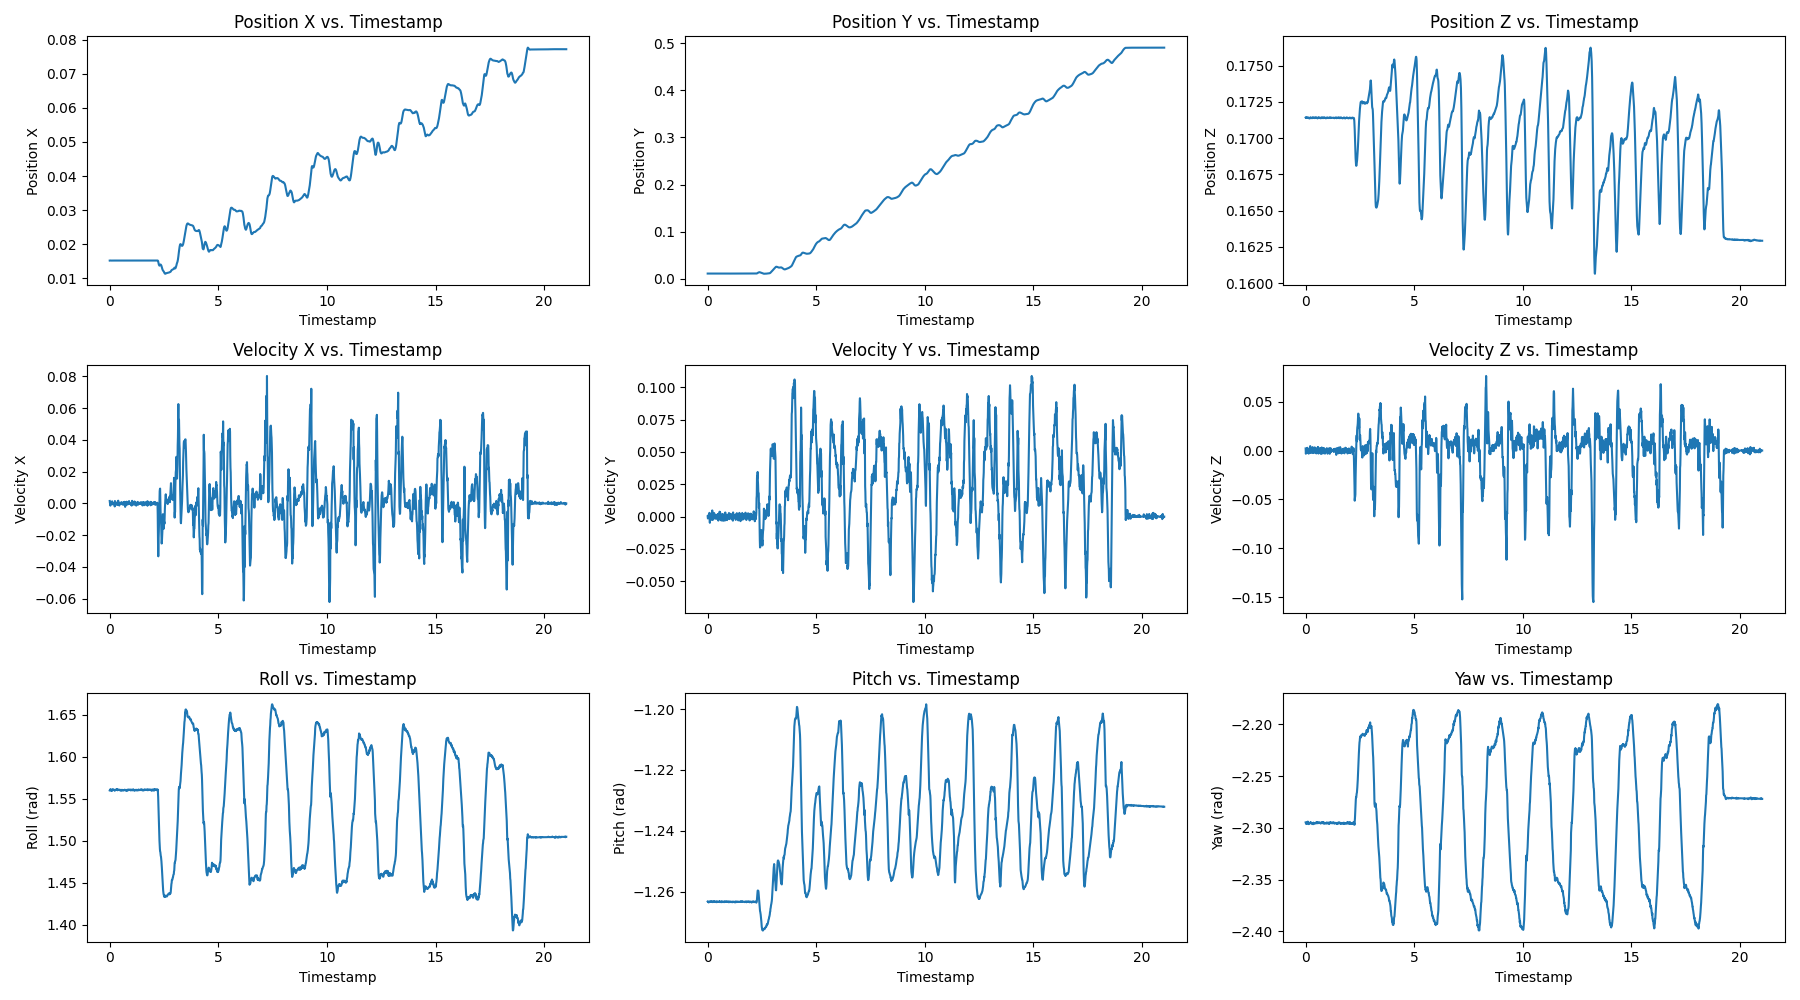 Position X vs. Timestamp
Position X
0.08
0.07
0.06
0.05
0.04
0.03
0.02
0.01
0 5 10 15 20
Timestamp
Position Y vs. Timestamp
Position Y
0.5
0.4
0.3
0.2
0.1
0.0
0 5 10 15 20
Timestamp
Position Z vs. Timestamp
Position Z
0.1750
0.1725
0.1700
0.1675
0.1650
0.1625
0.1600
0 5 10 15 20
Timestamp
Velocity X vs. Timestamp
Velocity X
0.08
0.06
0.04
0.02
0.00
−0.02
−0.04
−0.06
0 5 10 15 20
Timestamp
Velocity Y vs. Timestamp
Velocity Y
0.100
0.075
0.050
0.025
0.000
−0.025
−0.050
0 5 10 15 20
Timestamp
Velocity Z vs. Timestamp
Velocity Z
0.05
0.00
−0.05
−0.10
−0.15
0 5 10 15 20
Timestamp
Roll vs. Timestamp
Roll (rad)
1.65
1.60
1.55
1.50
1.45
1.40
0 5 10 15 20
Timestamp
Pitch vs. Timestamp
Pitch (rad)
−1.20
−1.22
−1.24
−1.26
0 5 10 15 20
Timestamp
Yaw vs. Timestamp
Yaw (rad)
−2.20
−2.25
−2.30
−2.35
−2.40
0 5 10 15 20
Timestamp